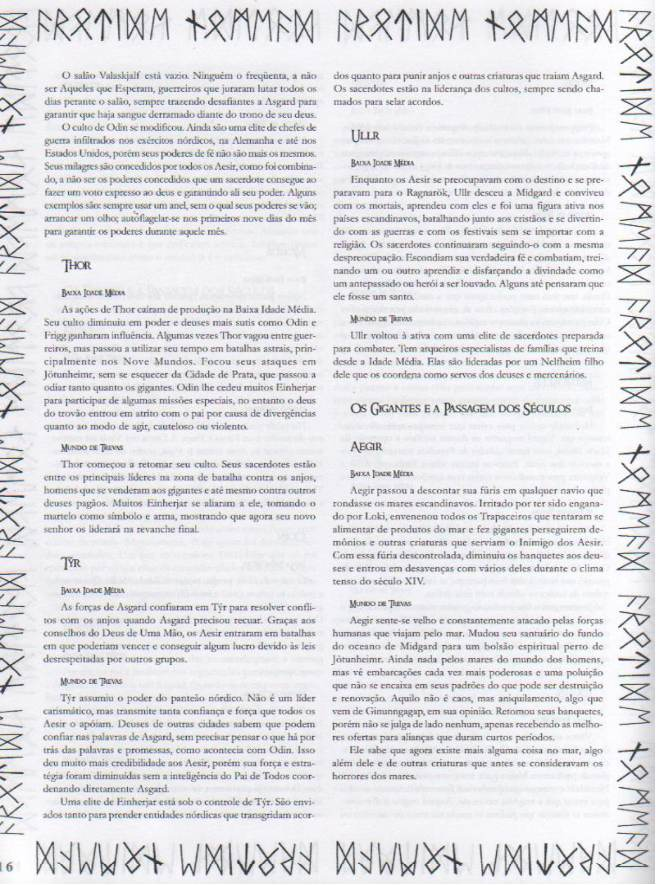 O salão Valaskjalf está vazio. Ninguém o freqüenta, a não
ser Aqueles que Esperam, guerreiros que juraram lutar todos os
dias perante o salão, sempre trazendo desafiantes a Asgard para
garantir que haja sangue derramado diante do trono de seu deus.
O culto de Odin se modificou. Ainda são uma elite de chefes de
guerra infiltrados nos exércitos nórdicos, na Alemanha e até nos
Estados Unidos, porém seus poderes de fé não são mais os mesmos.
Seus milagres são concedidos por todos os Aesir, como foi combina-
do, a não ser os poderes concedidos que um sacerdote consegue ao
fazer um voto expresso ao deus e garantindo ali seu poder. Alguns
exemplos são: sempre usar um anel, sem o qual seus poderes se vão;
arrancar um olho; autoflagelar-se nos primeiros nove dias do mês
para garantir os poderes durante aquele mês.
Thor
Baixa Idade Média
As ações de Thor caíram de produção na Baixa Idade Média.
Seu culto diminuiu em poder e deuses mais sutis como Odin e
Frigg ganharam influência. Algumas vezes Thor vagou entre guer-
reiros, mas passou a utilizar seu tempo em batalhas astrais, prin-
cipalmente nos Nove Mundos. Focou seus ataques em
Jötunheimr, sem se esquecer da Cidade de Prata, que passou a
odiar tanto quanto os gigantes. Odin lhe cedeu muitos Einherjar
para participar de algumas missões especiais, no entanto o deus
do trovão entrou em atrito com o pai por causa de divergências
quanto ao modo de agir, cauteloso ou violento.
Mundo de Trevas
Thor começou a retomar seu culto. Seus sacerdotes estão
entre os principais líderes na zona de batalha contra os anjos,
homens que se venderam aos gigantes e até mesmo contra outros
deuses pagãos. Muitos Einherjar se aliaram a ele, tomando o
martelo como símbolo e arma, mostrando que agora seu novo
senhor os liderará na revanche final.
Týr
Baixa Idade Média
As forças de Asgard confiaram em Týr para resolver confli-
tos com os anjos quando Asgard precisou recuar. Graças aos
conselhos do Deus de Uma Mão, os Aesir entraram em batalhas
em que poderiam vencer e conseguir algum lucro devido às leis
desrespeitadas por outros grupos.
Mundo de Trevas
Týr assumiu o poder do panteão nórdico. Não é um líder
carismático, mas transmite tanta confiança e força que todos os
Aesir o apóiam. Deuses de outras cidades sabem que podem
confiar nas palavras de Asgard, sem precisar pensar o que há por
trás das palavras e promessas, como acontecia com Odin. Isso
deu muito mais credibilidade aos Aesir, porém sua força e estra-
tégia foram diminuídas sem a inteligência do Pai de Todos coor-
denando diretamente Asgard.
Uma elite de Einherjar está sob o controle de Týr. São envi-
ados tanto para prender entidades nórdicas que transgridam acor-
dos quanto para punir anjos e outras criaturas que traiam Asgard.
Os sacerdotes estão na liderança dos cultos, sempre sendo cha-
mados para selar acordos.
Ullr
Baixa Idade Média
Enquanto os Aesir se preocupavam com o destino e se pre-
paravam para o Ragnarök, Ullr desceu a Midgard e conviveu
com os mortais, aprendeu com eles e foi uma figura ativa nos
países escandinavos, batalhando junto aos cristãos e se divertin-
do com as guerras e com os festivais sem se importar com a
religião. Os sacerdotes continuaram seguindo-o com a mesma
despreocupação. Escondiam sua verdadeira fé e combatiam, trei-
nando um ou outro aprendiz e disfarçando a divindade como
um antepassado ou herói a ser louvado. Alguns até pensaram que
ele fosse um santo.
Mundo de Trevas
Ullr voltou à ativa com uma elite de sacerdotes preparada
para combater. Tem arqueiros especialistas de famílias que treina
desde a Idade Média. Elas são lideradas por um Nelfheim filho
dele que os coordena como servos dos deuses e mercenários.
Os Gigantes e a Passagem dos Séculos
Aegir
Baixa Idade Média
Aegir passou a descontar sua fúria em qualquer navio que
rondasse os mares escandinavos. Irritado por ter sido engana-
do por Loki, envenenou todos os Trapaceiros que tentaram se
alimentar de produtos do mar e fez gigantes perseguirem de-
mônios e outras criaturas que serviam o Inimigo dos Aesir.
Com essa fúria descontrolada, diminuiu os banquetes aos deu-
ses e entrou em desavenças com vários deles durante o clima
tenso do século XIV.
Mundo de Trevas
Aegir sente-se velho e constantemente atacado pelas forças
humanas que viajam pelo mar. Mudou seu santuário do fundo
do oceano de Midgard para um bolsão espiritual perto de
Jötunheimr. Ainda nada pelos mares do mundo dos homens,
mas vê embarcações cada vez mais poderosas e uma poluição
que não se encaixa em seus padrões do que pode ser destruição
e renovação. Aquilo não é caos, mas aniquilamento, algo que
vem de Ginunngagap, em sua opinião. Retomou seus banquetes,
porém não se julga de lado nenhum, apenas recebendo as melho-
res ofertas para alianças que duram curtos períodos.
Ele sabe que agora existe mais alguma coisa no mar, algo
além dele e de outras criaturas que antes se consideravam os
horrores dos mares.
16